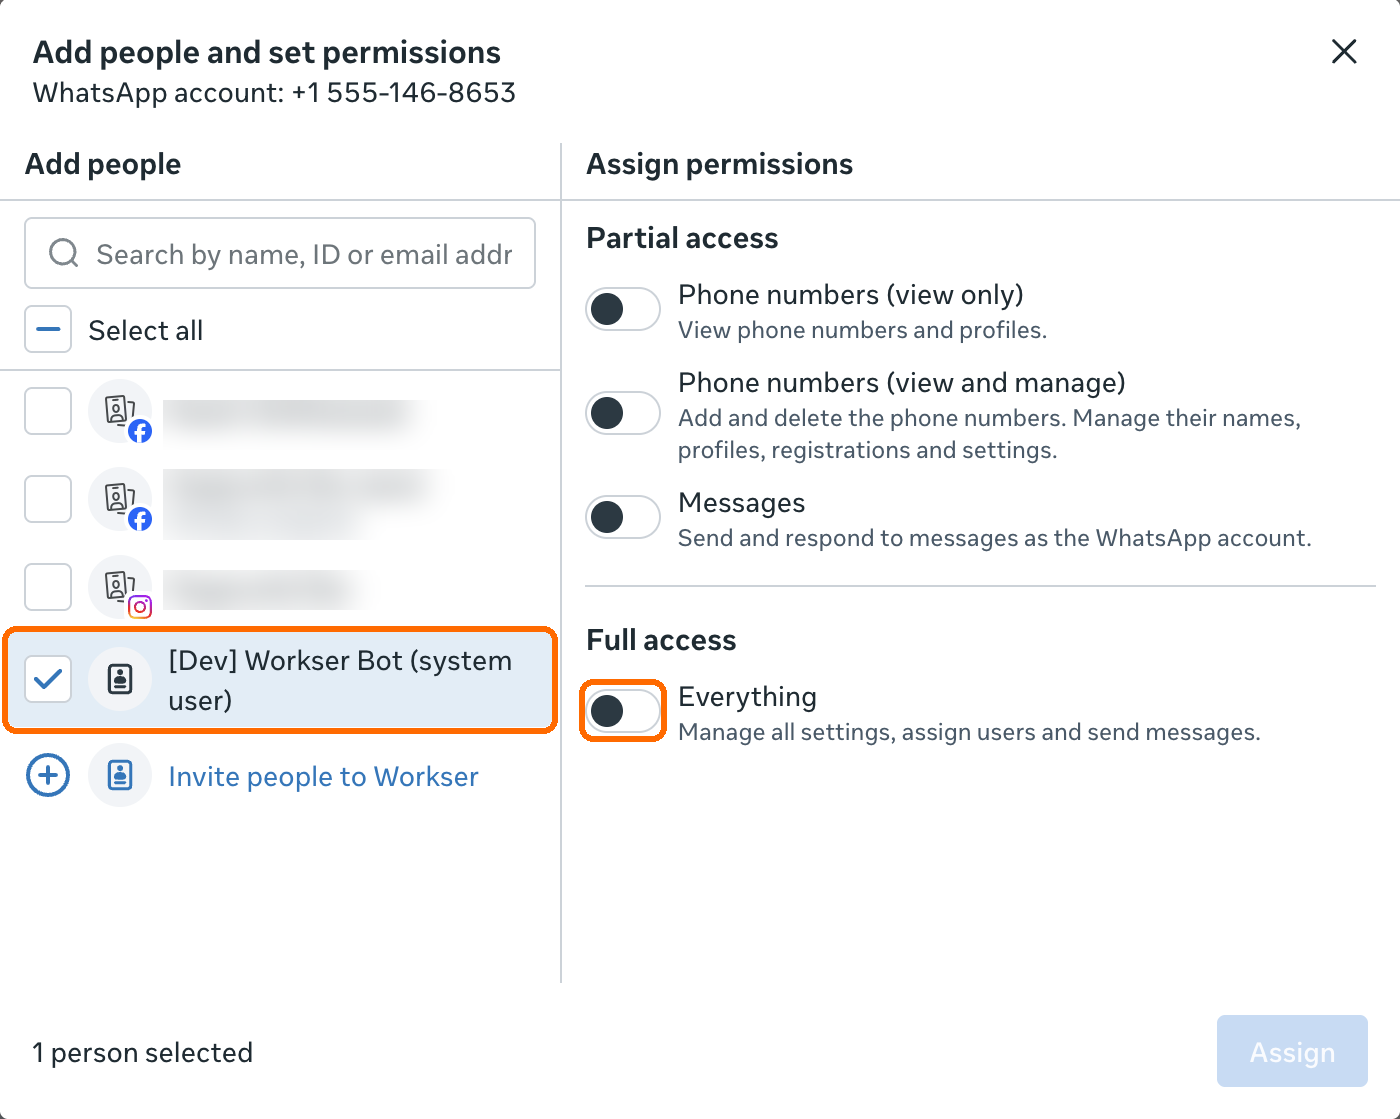 Add people and set permissions
WhatsApp account: +1 555-146-8653
Add people
Search by name, ID or email addr
Select all
[Dev] Workser Bot (system
user)
Invite people to Workser
1 person selected
Assign permissions
Partial access
Phone numbers (view only)
View phone numbers and profiles.
Phone numbers (view and manage)
Add and delete the phone numbers. Manage their names,
profiles, registrations and settings.
Messages
Send and respond to messages as the WhatsApp account.
Full access
Everything
Manage all settings, assign users and send messages.
Assign